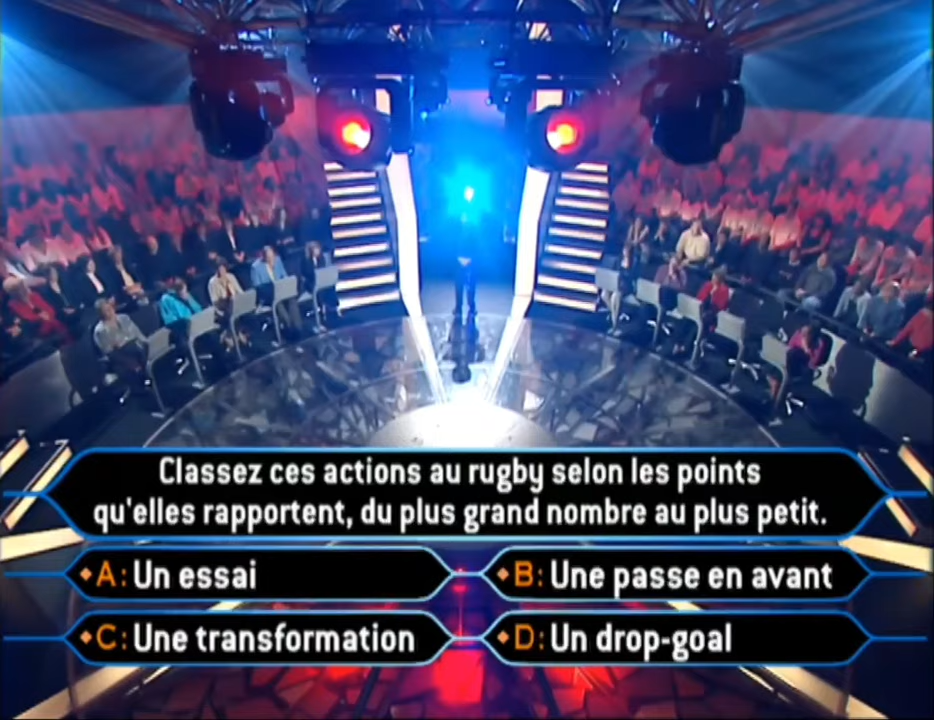 Classez ces actions au rugby selon les points
qu'elles rapportent, du plus grand nombre au plus petit.
A: Un essai
B: Une passe en avant
C: Une transformation
D: Un drop-goal